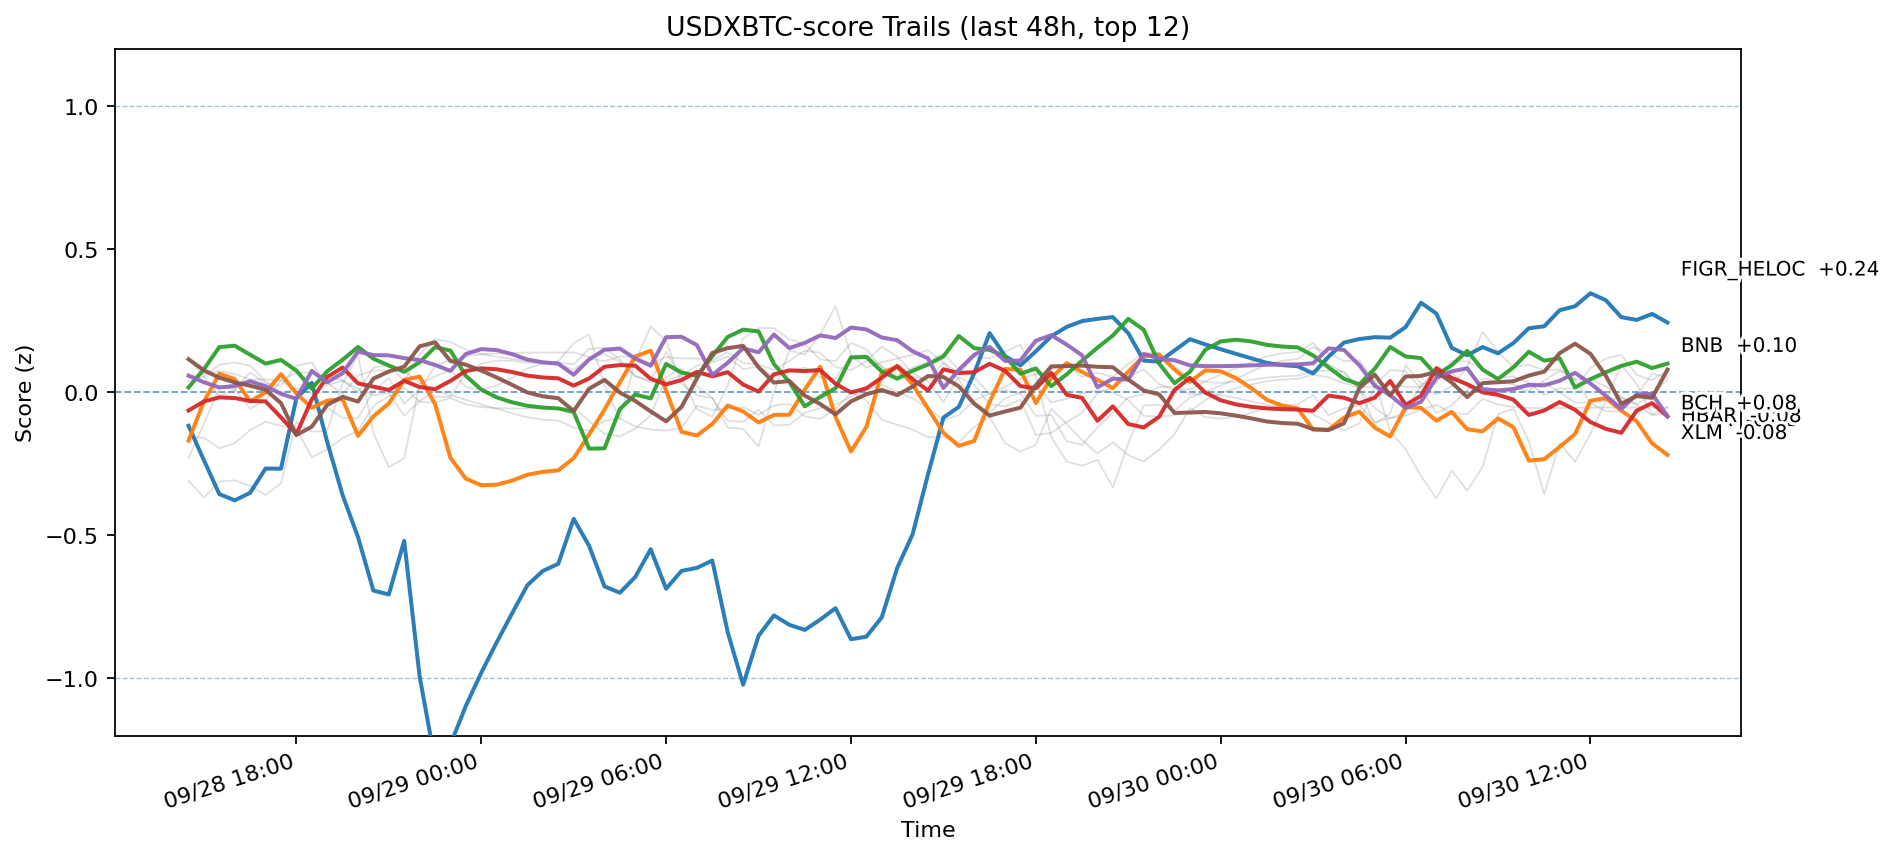 USDXBTC-score Trails (last 48h, top 12)
Score (z)
1.0
0.5
0.0
−0.5
−1.0
FIGR_HELOC +0.24
BNB +0.10
BCH +0.08
HBAR -0.08
XLM -0.08
09/28 18:00
09/29 00:00
09/29 06:00
09/29 12:00
09/29 18:00
09/30 00:00
09/30 06:00
09/30 12:00
Time